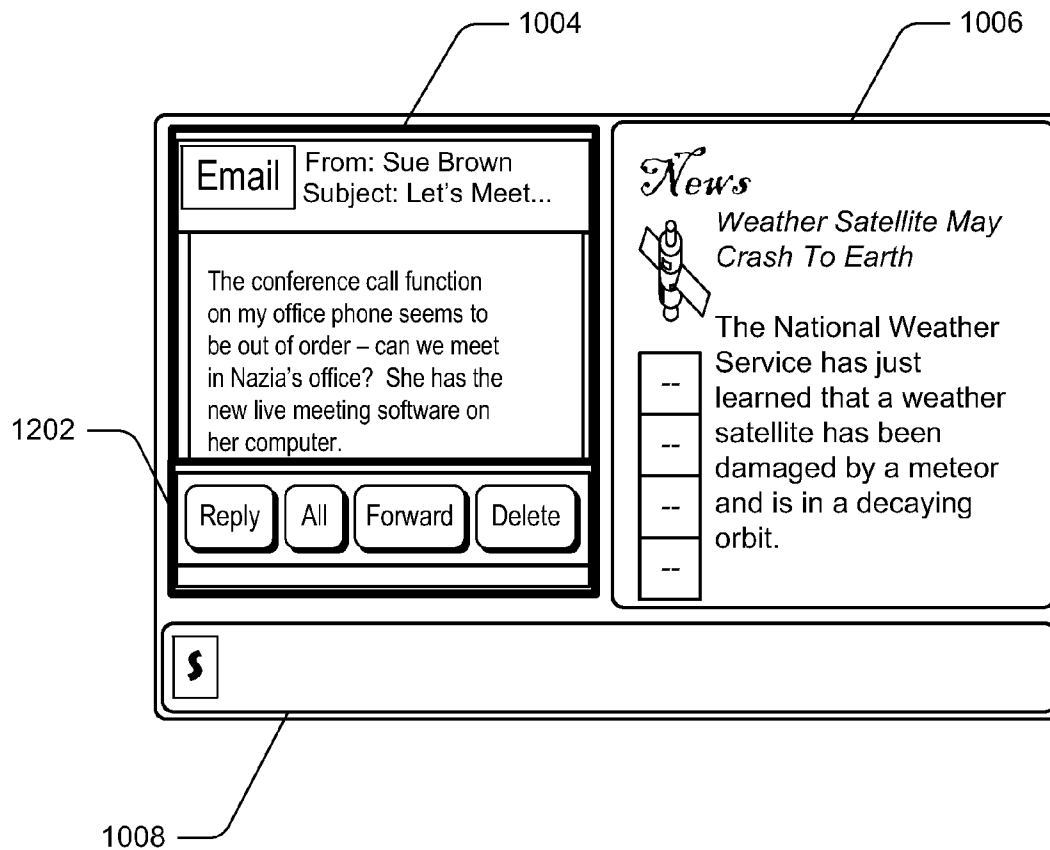 1004
1006
Email
From: Sue Brown
Subject: Let's Meet...
The conference call function
on my office phone seems to
be out of order – can we meet
in Nazia's office?  She has the
new live meeting software on
her computer.
1202
Reply
All
Forward
Delete
News
Weather Satellite May
Crash To Earth
The National Weather
Service has just
learned that a weather
satellite has been
damaged by a meteor
and is in a decaying
orbit.
--
--
--
--
S
1008